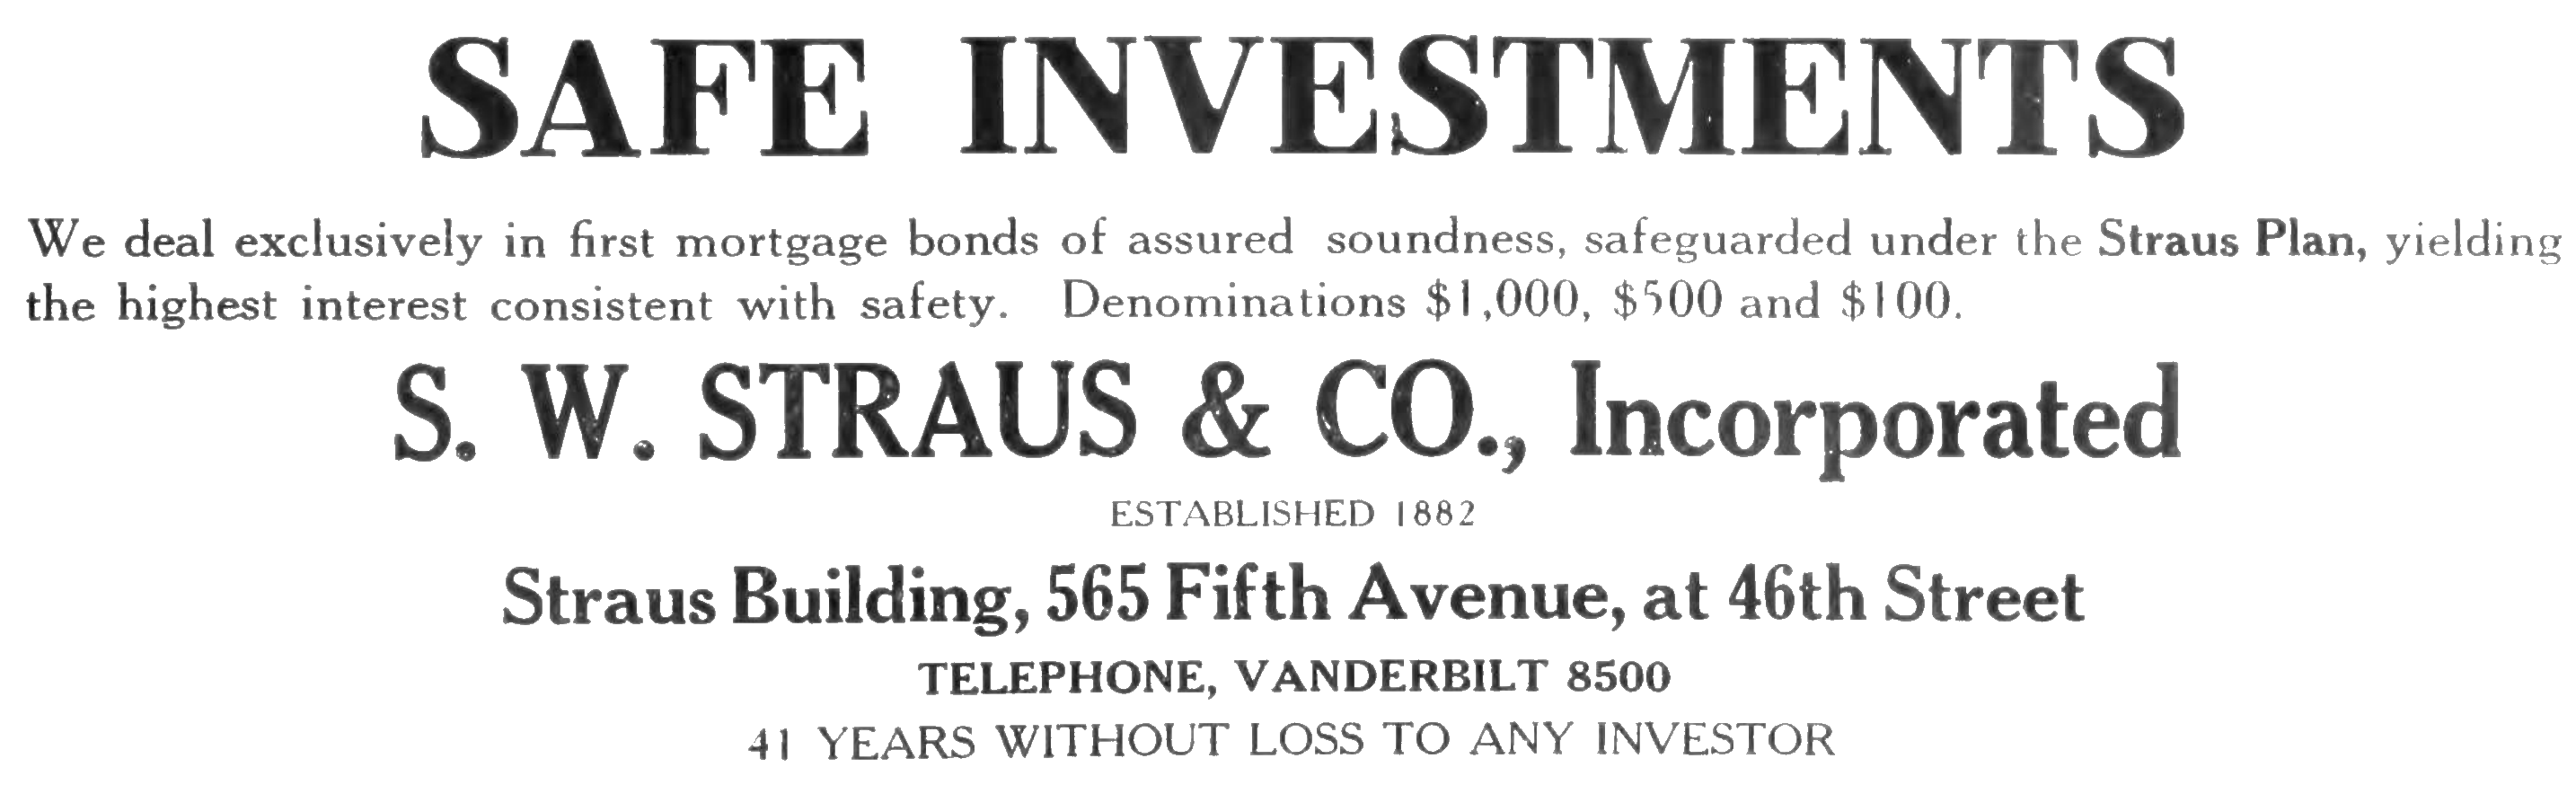 SAFE INVESTMENTS
We deal exclusively in first mortgage bonds of assured soundness, safeguarded under the Straus Plan, yielding
the highest interest consistent with safety. Denominations $1,000, $500 and $100.
S. W. STRAUS & CO., Incorporated
ESTABLISHED 1882
Straus Building, 565 Fifth Avenue, at 46th Street
TELEPHONE, VANDERBILT 8500
41 YEARS WITHOUT LOSS TO ANY INVESTOR